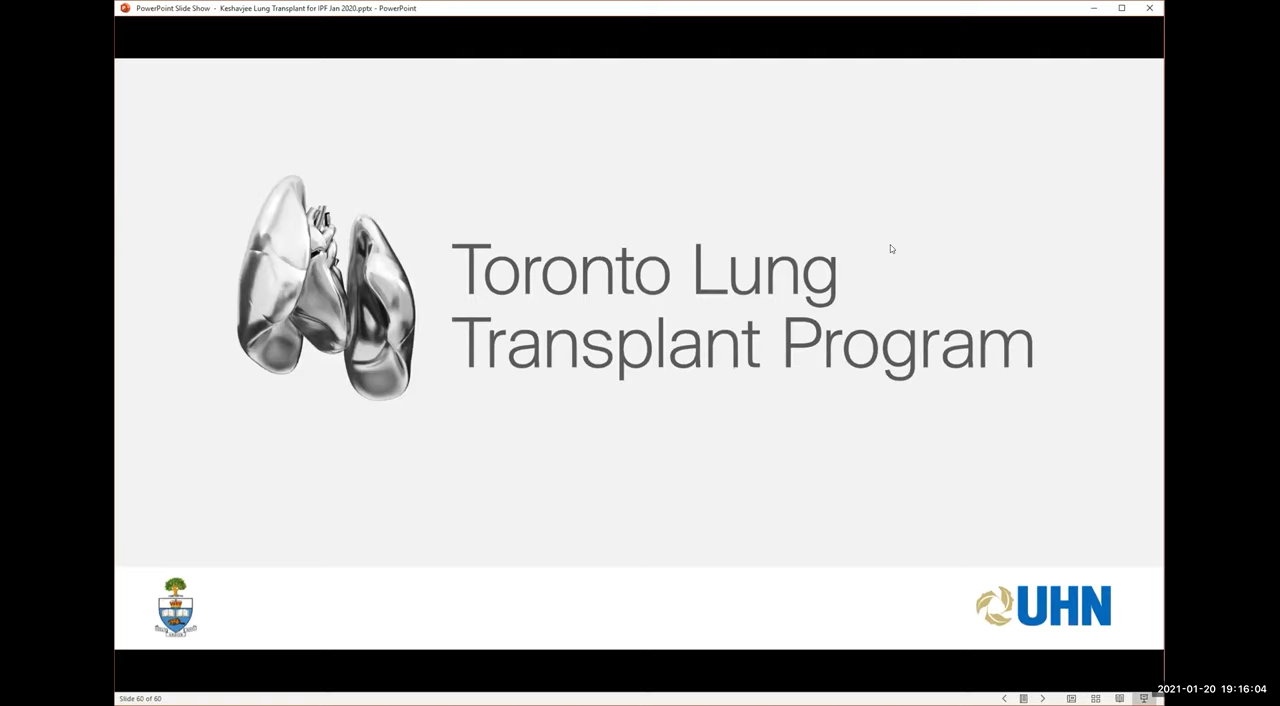 PowerPoint Slide Show - Keshavjee Lung Transplant for IPF Jan 2020.pptx - PowerPoint
Toronto Lung
Transplant Program
UHN
Slide 60 of 60
2021-01-20 19:16:04